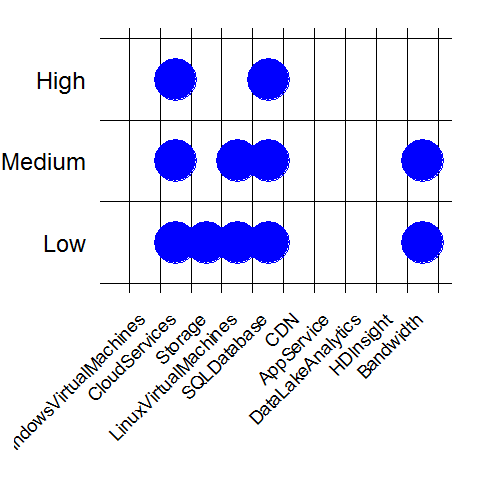 High
Medium
Low
ndowsVirtualMachines
CloudServices
Storage
LinuxVirtualMachines
SQLDatabase
CDN
AppService
DataLakeAnalytics
HDInsight
Bandwidth